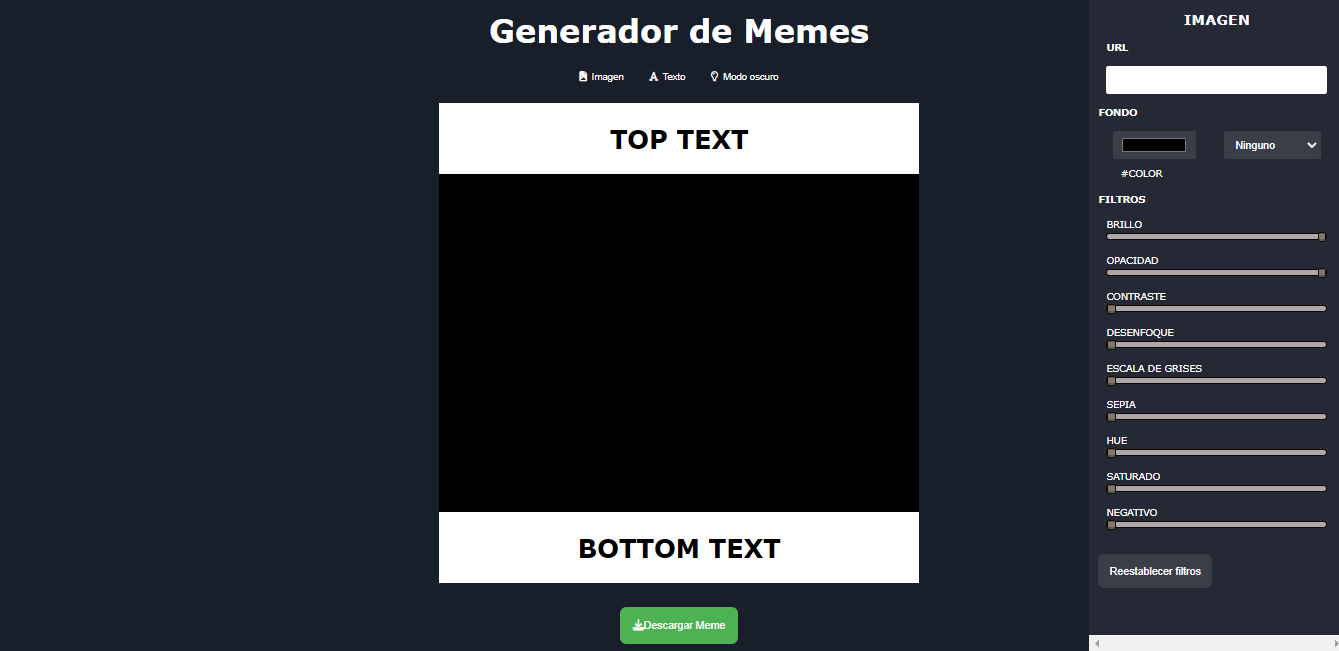 Generador de Memes
Imagen Texto Modo oscuro
TOP TEXT
BOTTOM TEXT
Descargar Meme
IMAGEN
URL
FONDO
Ninguno
#COLOR
FILTROS
BRILLO
OPACIDAD
CONTRASTE
DESENFOQUE
ESCALA DE GRISES
SEPIA
HUE
SATURADO
NEGATIVO
Reestablecer filtros